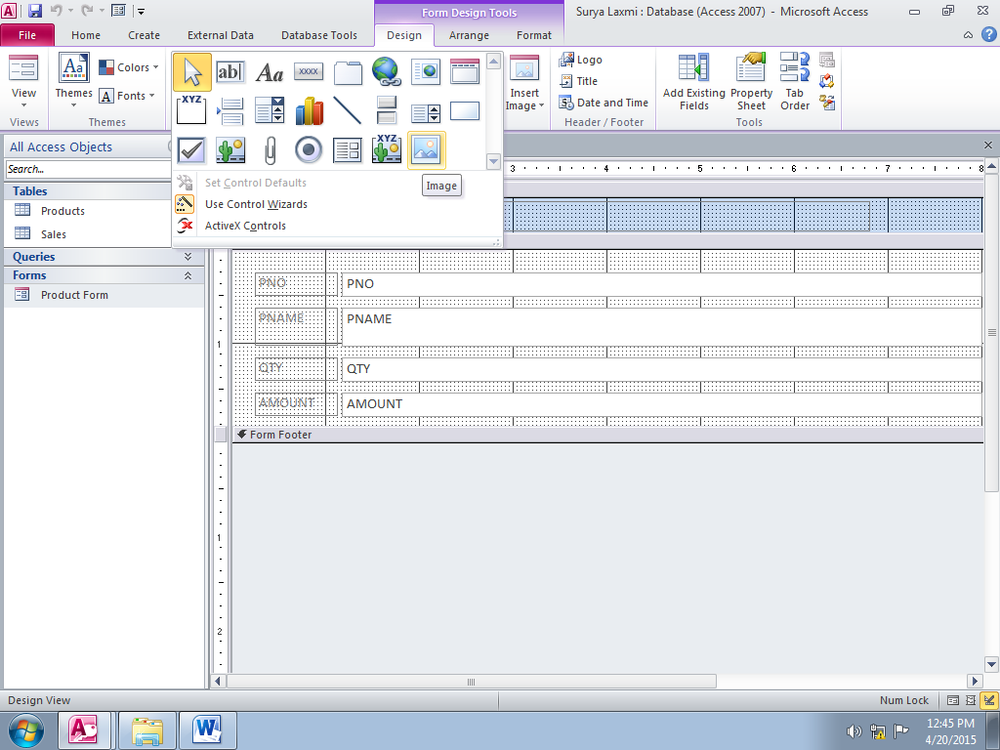 Form Design Tools
Surya Laxmi : Database (Access 2007) - Microsoft Access
File Home Create External Data Database Tools Design Arrange Format
View
Views
Aa
Themes
Colors
Fonts
Themes
ab|
Aa
XXXX
XYZ
XYZ
Set Control Defaults
Use Control Wizards
ActiveX Controls
Image
Insert
Image
Logo
Title
Date and Time
Header / Footer
Add Existing
Fields
Property
Sheet
Tab
Order
Tools
All Access Objects
Search...
Tables
Products
Sales
Queries
Forms
Product Form
3 4 5 6 7 8
PNO PNO
PNAME PNAME
1
QTY QTY
AMOUNT AMOUNT
Form Footer
1
2
Design View
Num Lock
12:45 PM
4/20/2015